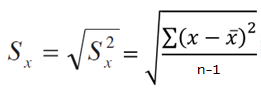 Sₓ = √Sₓ² = √(∑(x − x̄)² / n-1)